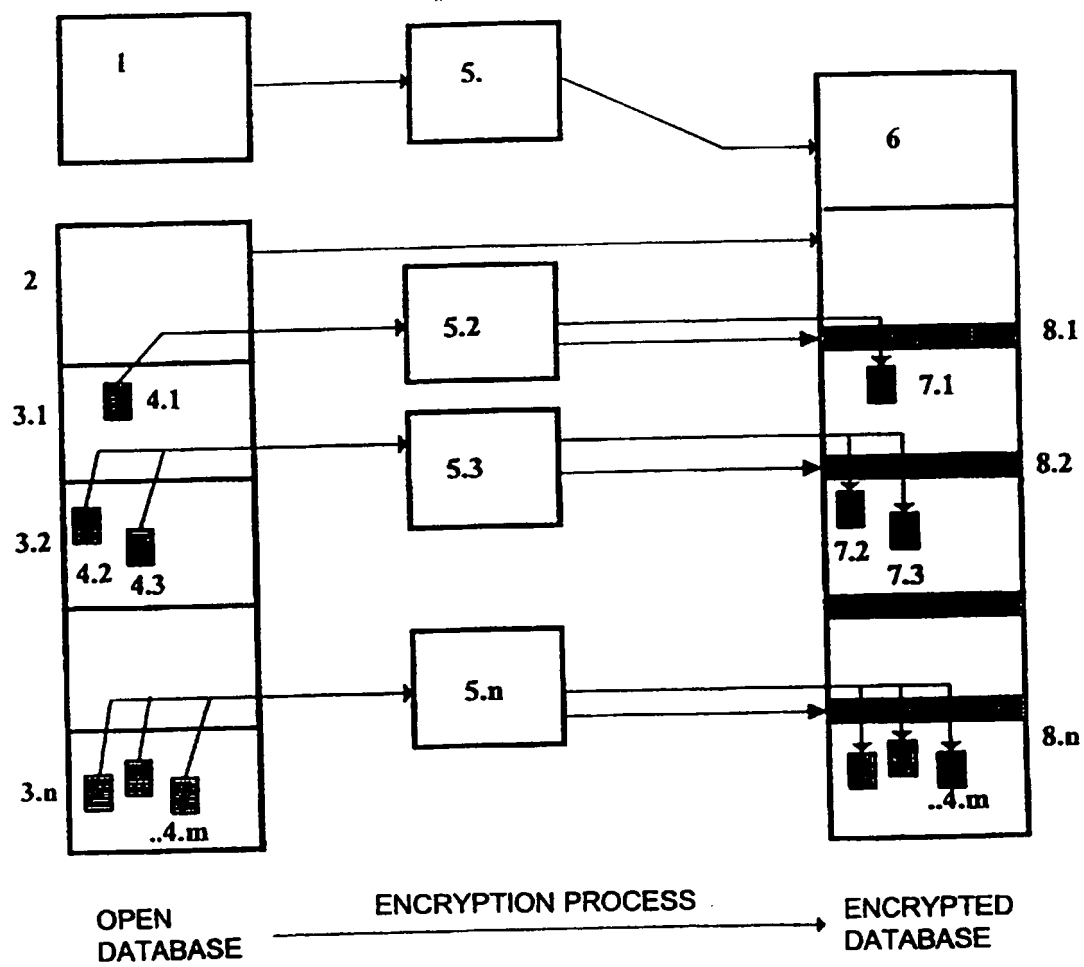 1
5.
6
2
5.2
8.1
4.1
7.1
3.1
5.3
8.2
3.2
4.2
4.3
7.2
7.3
5.n
8.n
3.n
..4.m
..4.m
OPEN
DATABASE
ENCRYPTION PROCESS
ENCRYPTED
DATABASE